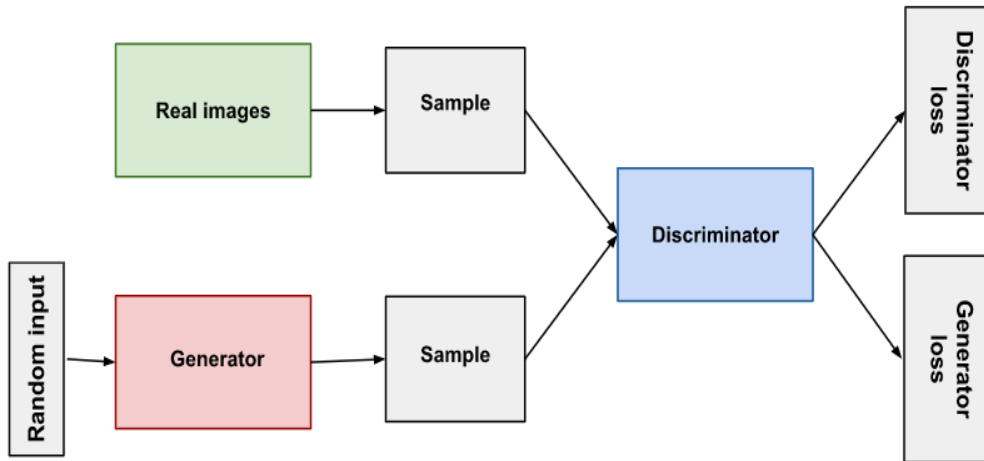 Real images
Sample
Discriminator
loss
Discriminator
Random input
Generator
Sample
Generator
loss